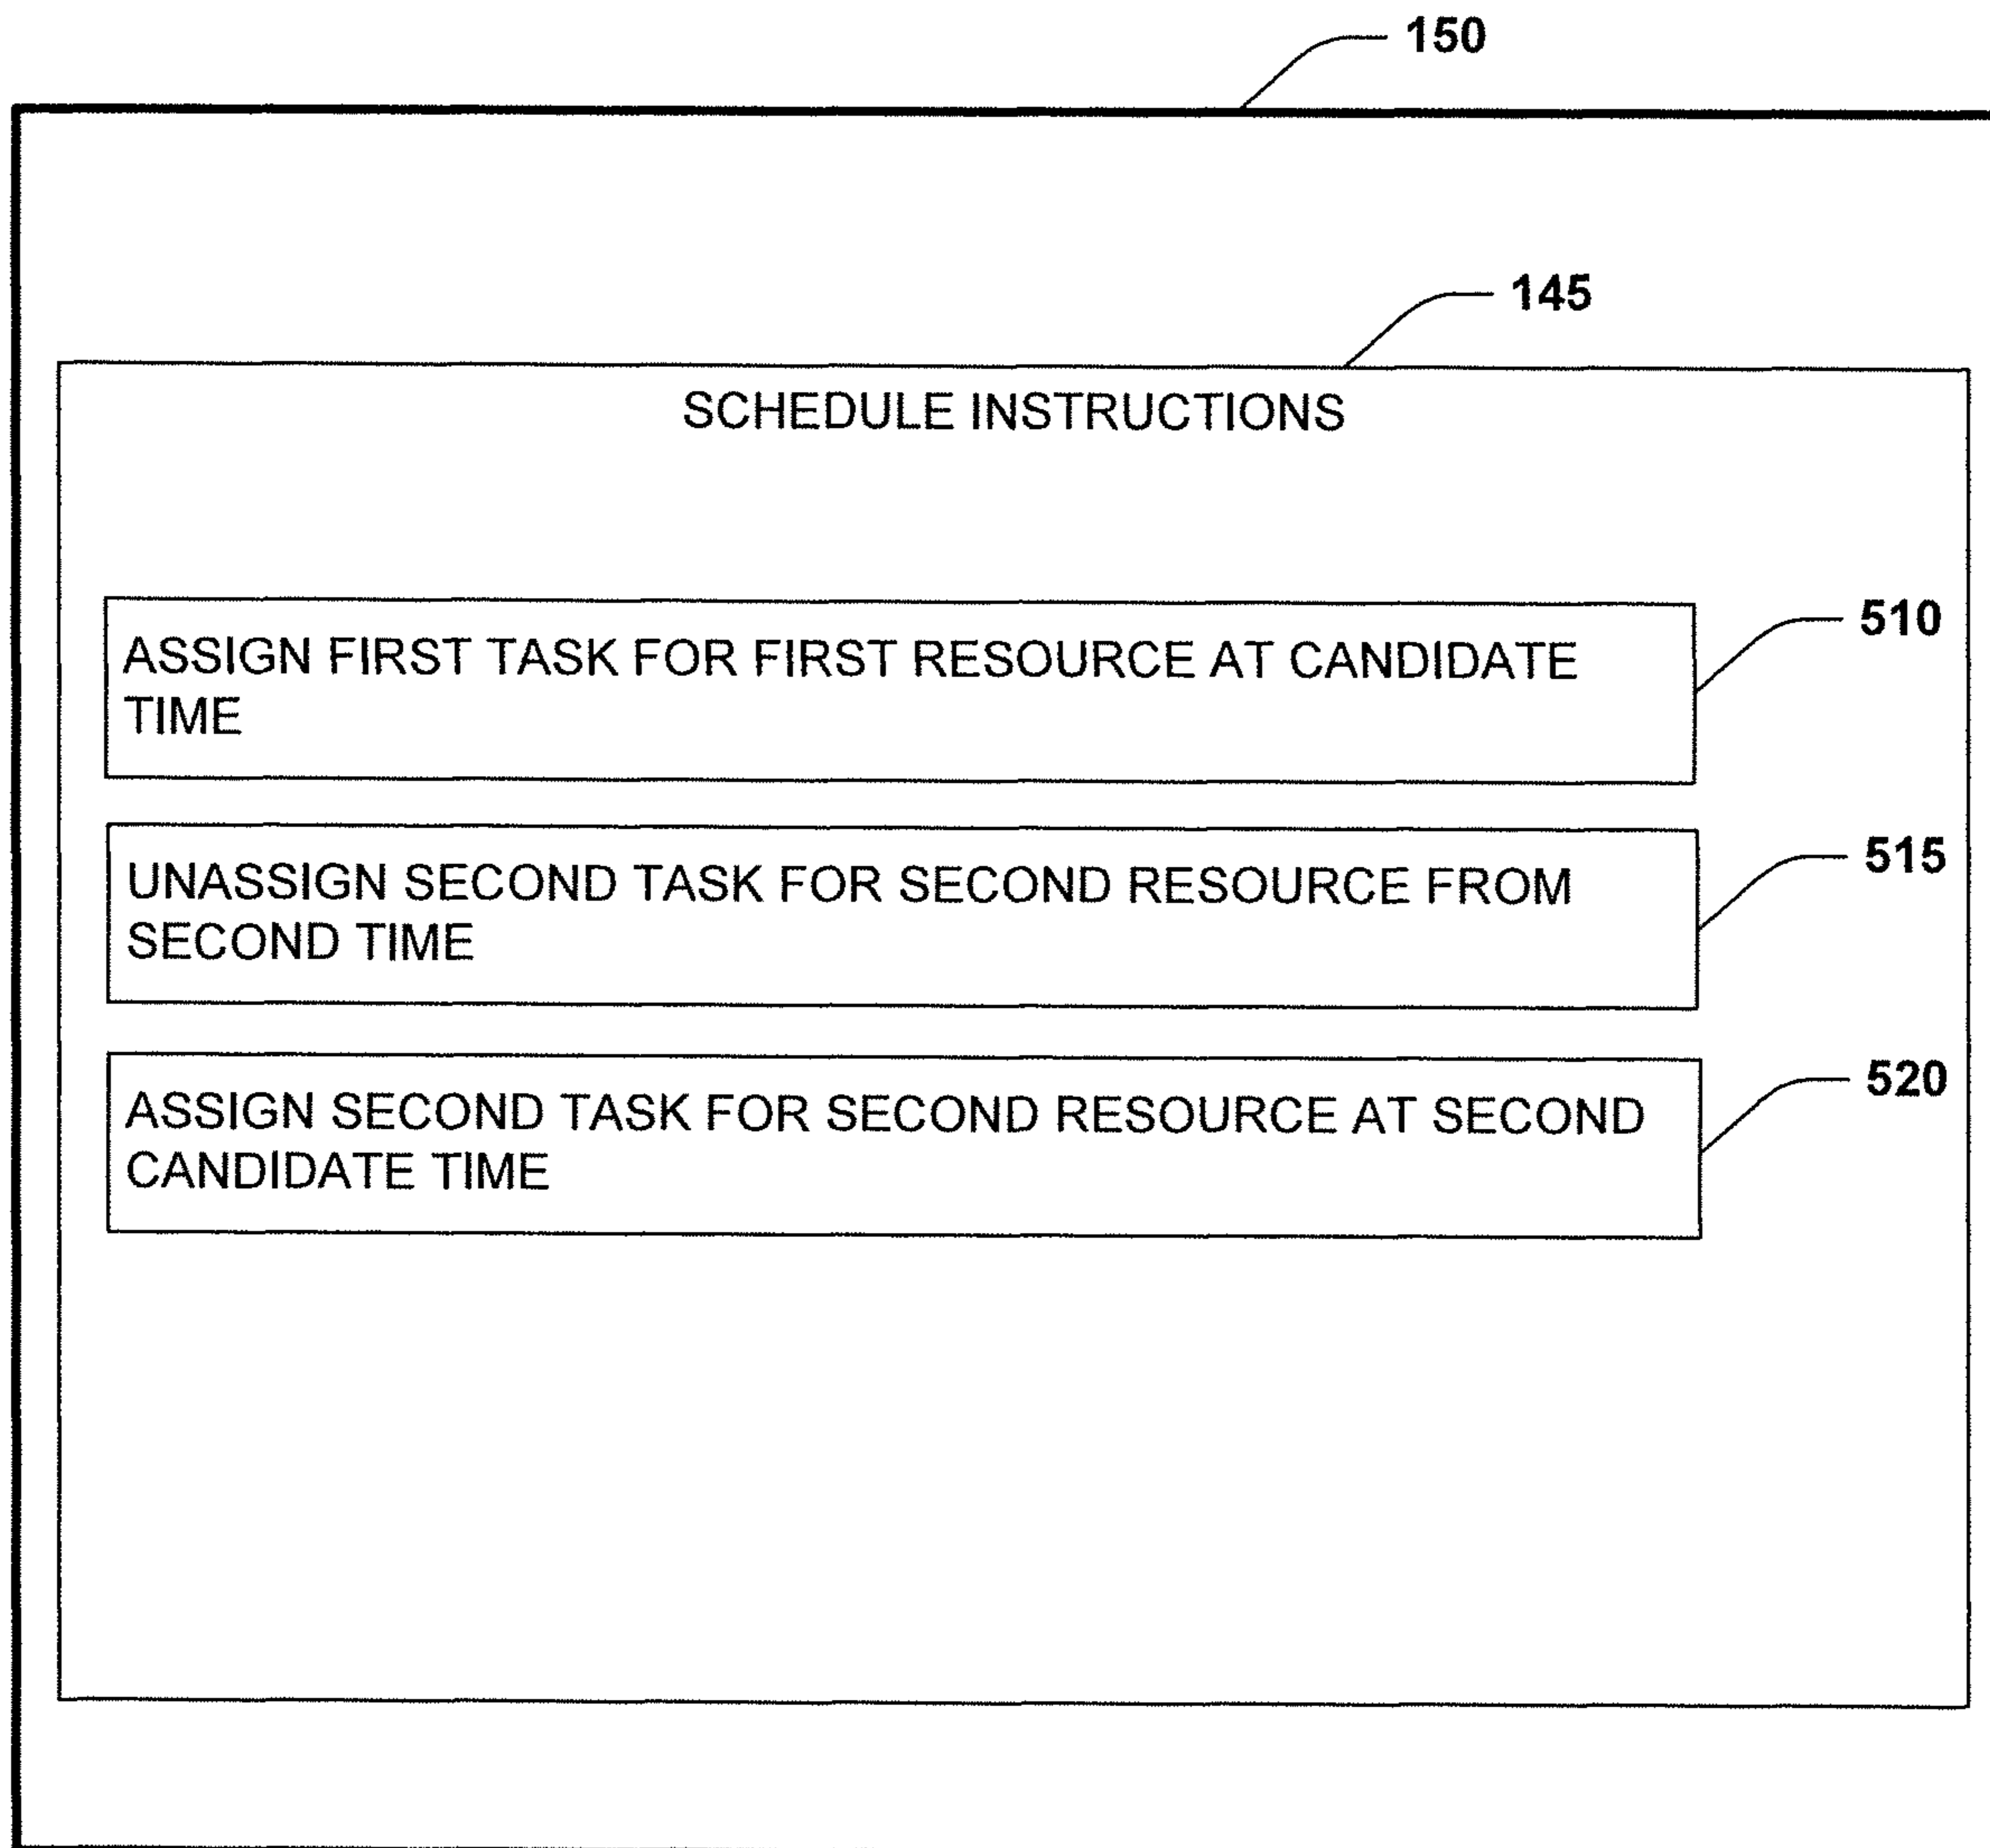 150
145
SCHEDULE INSTRUCTIONS
510
ASSIGN FIRST TASK FOR FIRST RESOURCE AT CANDIDATE
TIME
515
UNASSIGN SECOND TASK FOR SECOND RESOURCE FROM
SECOND TIME
520
ASSIGN SECOND TASK FOR SECOND RESOURCE AT SECOND
CANDIDATE TIME